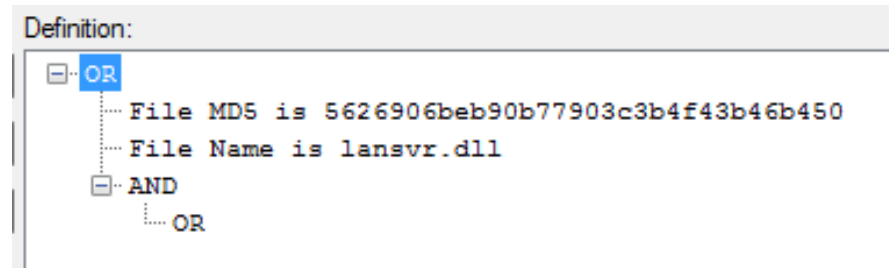 Definition:
OR
File MD5 is 5626906beb90b77903c3b4f43b46b450
File Name is lansvr.dll
AND
OR